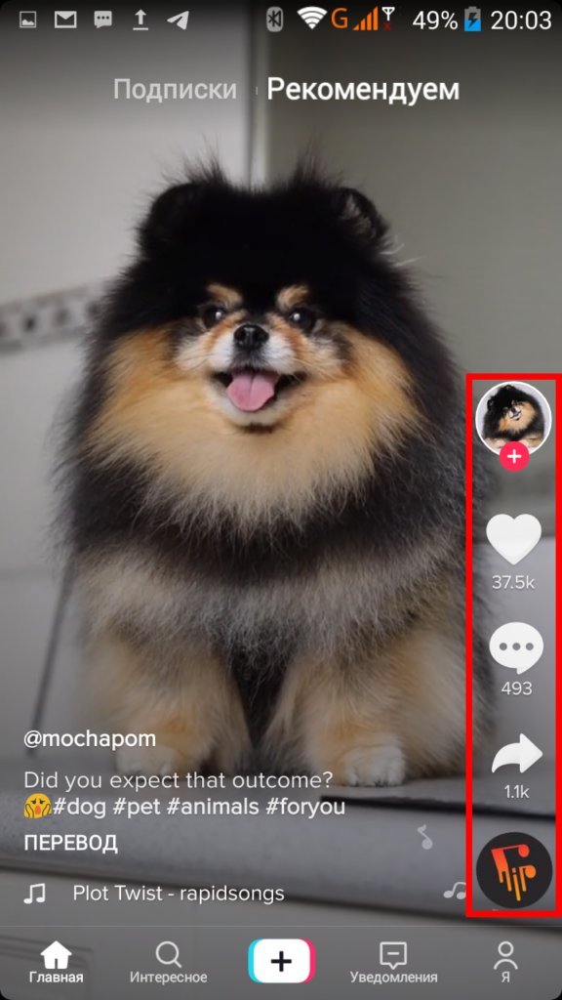 G 49% 20:03
Подписки Рекомендуем
37.5k
493
1.1k
@mochapom
Did you expect that outcome?
😱#dog #pet #animals #foryou
ПЕРЕВОД
Plot Twist - rapidsongs
Главная Интересное Уведомления Я